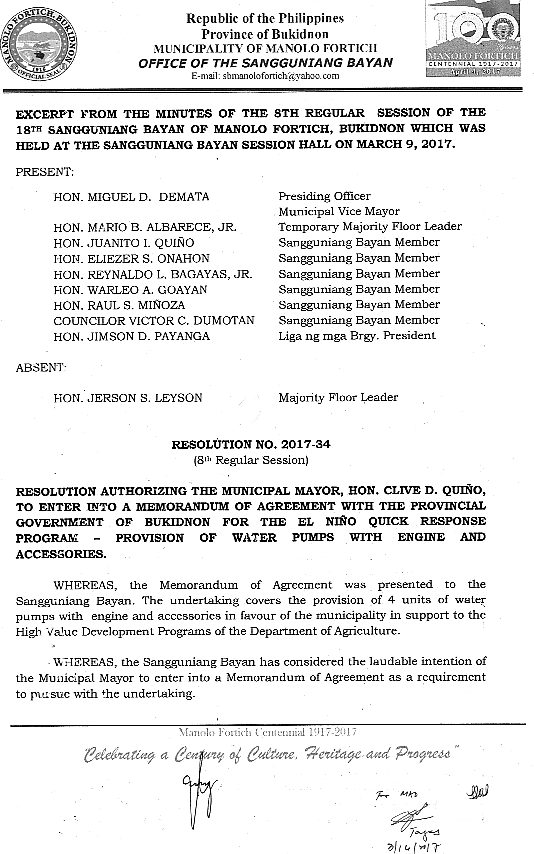 Republic of the Philippines
Province of Bukidnon
MUNICIPALITY OF MANOLO FORTICH
OFFICE OF THE SANGGUNIANG BAYAN
E-mail: sbmanolofortich@yahoo.com
MANOLO FORTICH, BUKIDNON
OFFICIAL SEAL
100
MANOLO FORTICH
CENTENNIAL 1917-2017
EXCERPT FROM THE MINUTES OF THE 8TH REGULAR SESSION OF THE
18TH SANGGUNIANG BAYAN OF MANOLO FORTICH, BUKIDNON WHICH WAS
HELD AT THE SANGGUNIANG BAYAN SESSION HALL ON MARCH 9, 2017.
PRESENT:
HON. MIGUEL D. DEMATA Presiding Officer
Municipal Vice Mayor
HON. MARIO B. ALBARECE, JR. Temporary Majority Floor Leader
HON. JUANITO I. QUIÑO Sangguniang Bayan Member
HON. ELIEZER S. ONAHON Sangguniang Bayan Member
HON. REYNALDO L. BAGAYAS, JR. Sangguniang Bayan Member
HON. WARLEO A. GOAYAN Sangguniang Bayan Member
HON. RAUL S. MIÑOZA Sangguniang Bayan Member
COUNCILOR VICTOR C. DUMOTAN Sangguniang Bayan Member
HON. JIMSON D. PAYANGA Liga ng mga Brgy. President
ABSENT:
HON. JERSON S. LEYSON Majority Floor Leader
RESOLUTION NO. 2017-34
(8th Regular Session)
RESOLUTION AUTHORIZING THE MUNICIPAL MAYOR, HON. CLIVE D. QUIÑO,
TO ENTER INTO A MEMORANDUM OF AGREEMENT WITH THE PROVINCIAL
GOVERNMENT OF BUKIDNON FOR THE EL NIÑO QUICK RESPONSE
PROGRAM – PROVISION OF WATER PUMPS WITH ENGINE AND
ACCESSORIES.
WHEREAS, the Memorandum of Agreement was presented to the
Sangguniang Bayan. The undertaking covers the provision of 4 units of water
pumps with engine and accessories in favour of the municipality in support to the
High Value Development Programs of the Department of Agriculture.
WHEREAS, the Sangguniang Bayan has considered the laudable intention of
the Municipal Mayor to enter into a Memorandum of Agreement as a requirement
to pursue with the undertaking.
Manolo Fortich Centennial 1917-2017
"Celebrating a Century of Culture, Heritage and Progress"